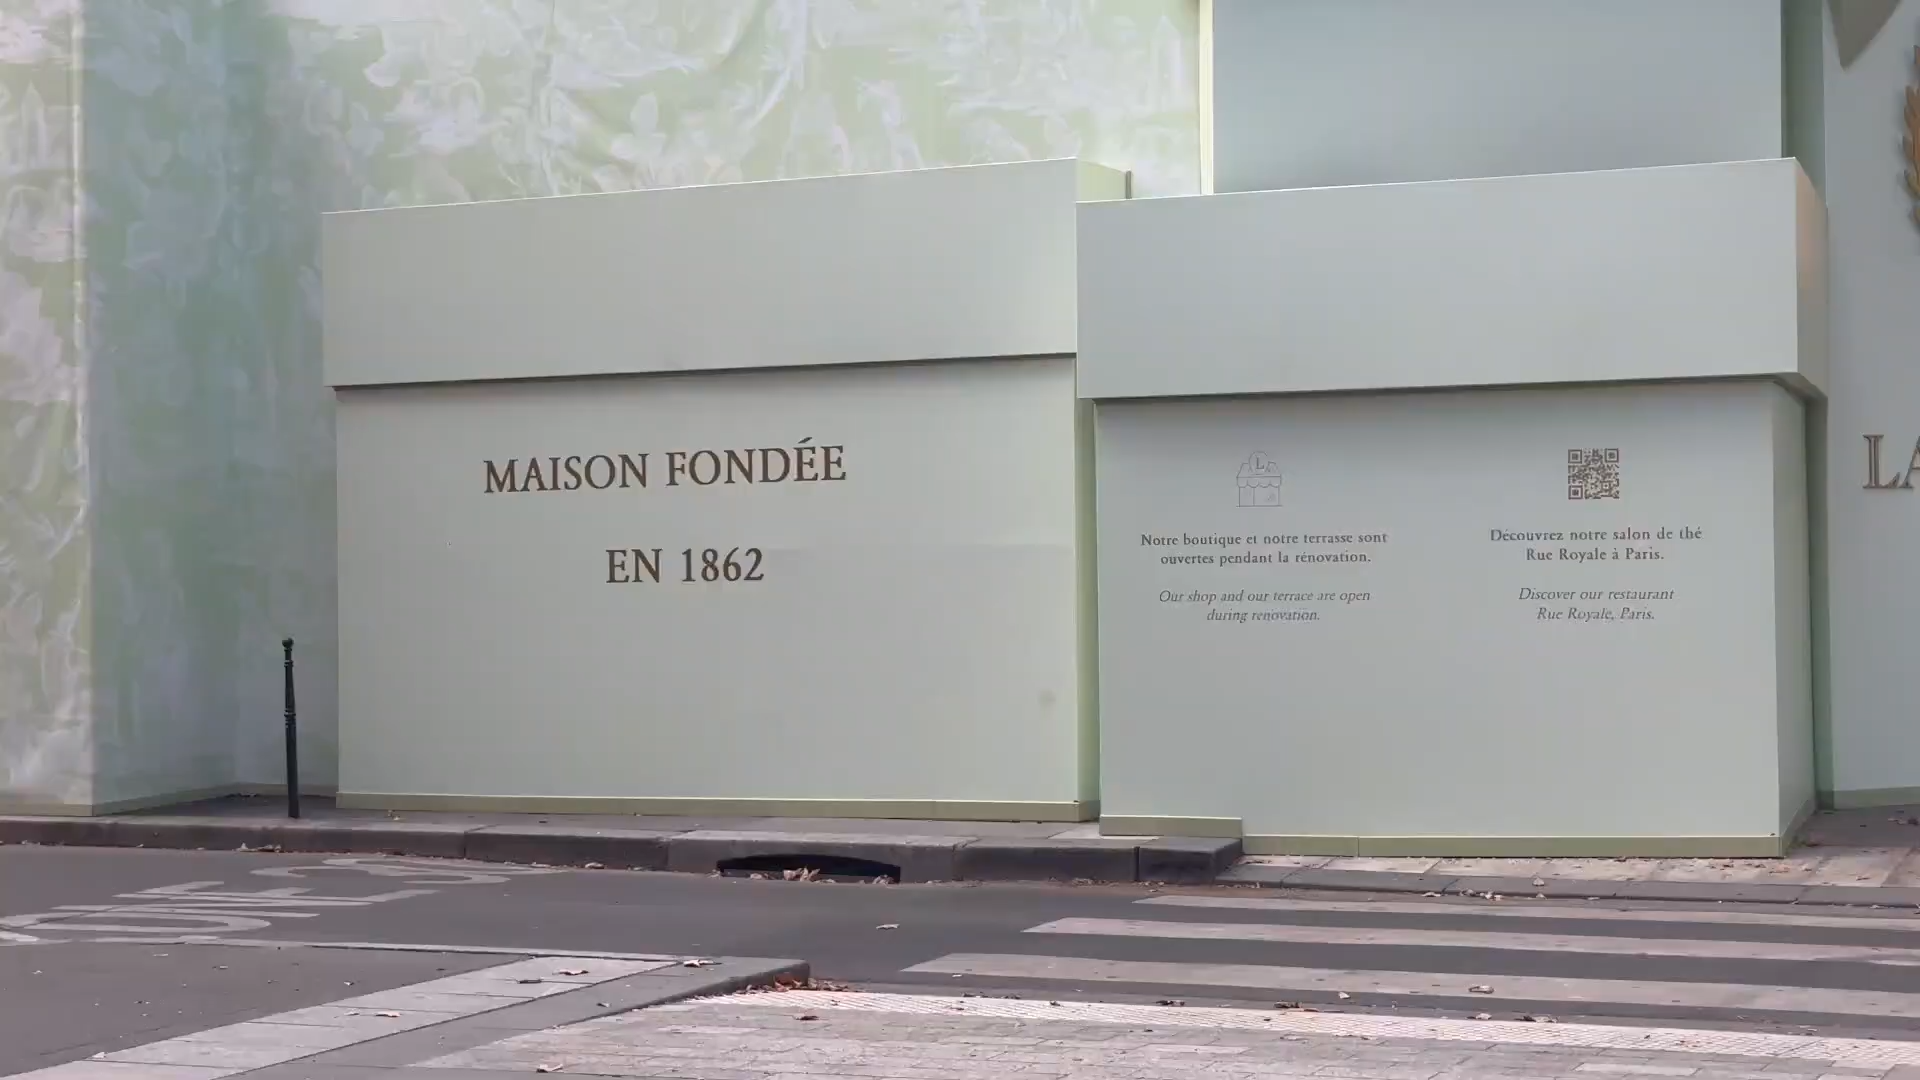 MAISON FONDÉE
EN 1862
L
Notre boutique et notre terrasse sont
ouvertes pendant la rénovation.
Our shop and our terrace are open
during renovation.
Découvrez notre salon de thé
Rue Royale à Paris.
Discover our restaurant
Rue Royale, Paris.
LA